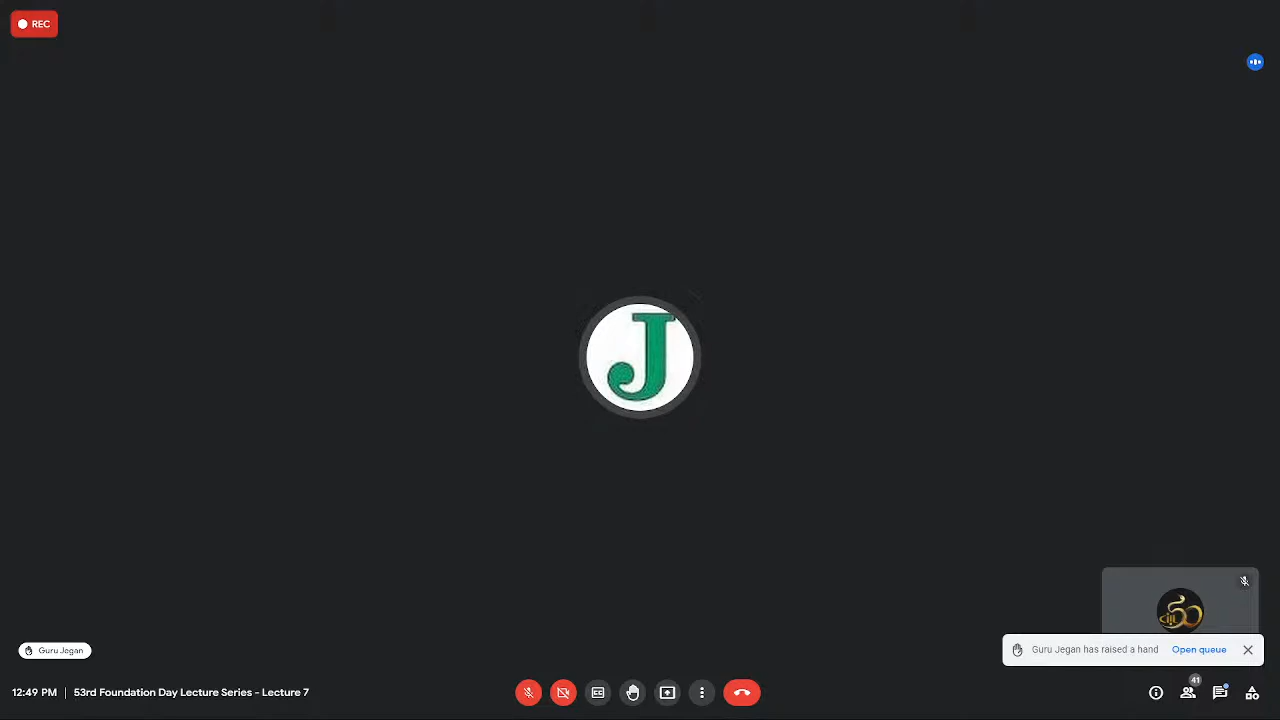 REC
J
50
Guru Jegan
Guru Jegan has raised a hand Open queue
12:49 PM | 53rd Foundation Day Lecture Series - Lecture 7
41